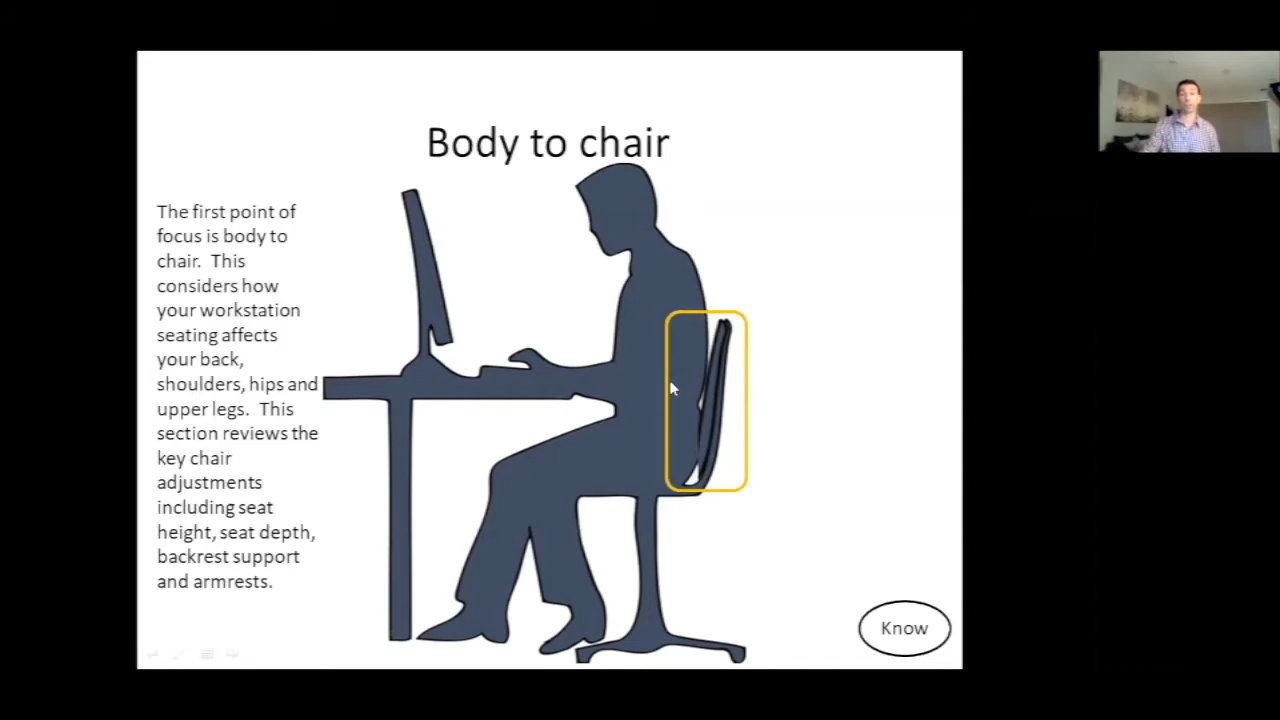 Body to chair
The first point of
focus is body to
chair.  This
considers how
your workstation
seating affects
your back,
shoulders, hips and
upper legs.  This
section reviews the
key chair
adjustments
including seat
height, seat depth,
backrest support
and armrests.
Know